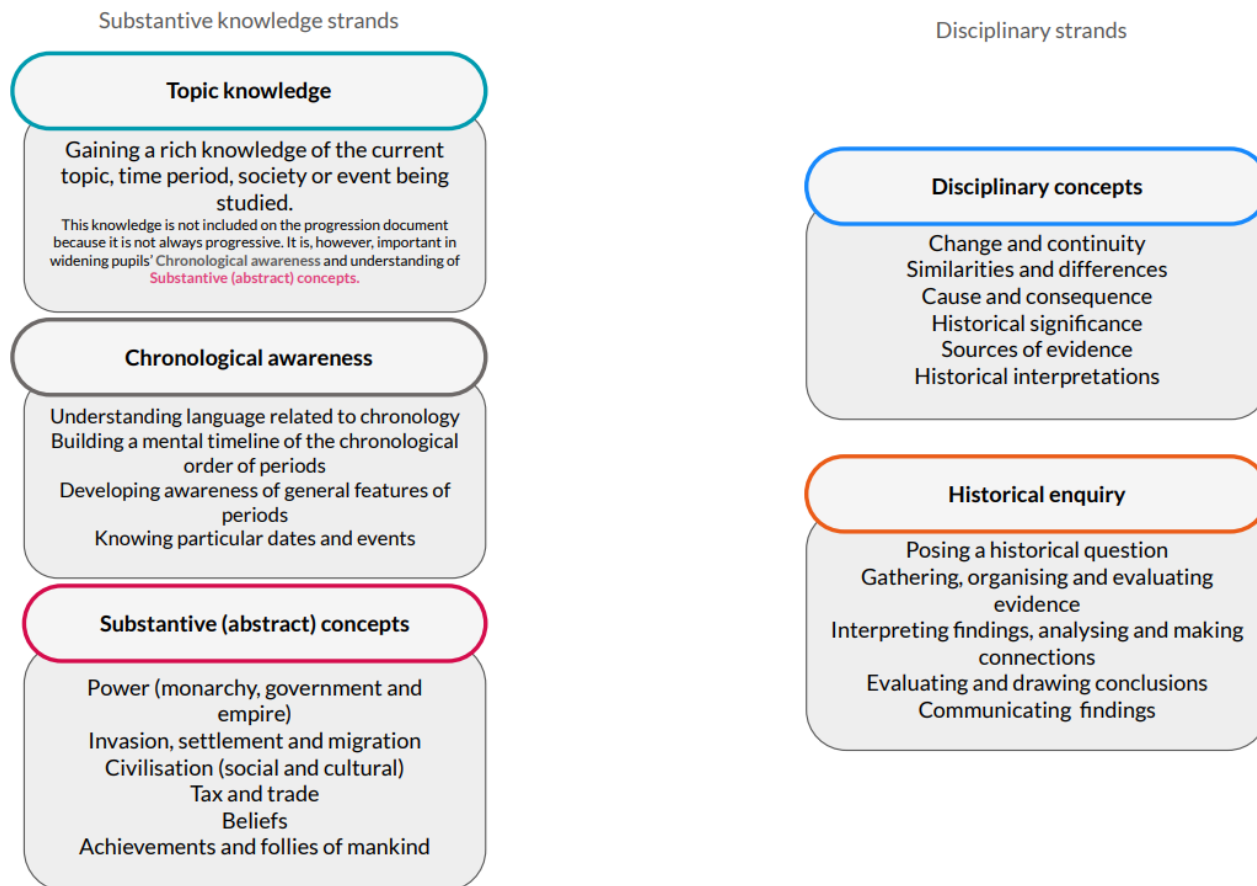 Substantive knowledge strands
Topic knowledge
Gaining a rich knowledge of the current
topic, time period, society or event being
studied.
This knowledge is not included on the progression document
because it is not always progressive. It is, however, important in
widening pupils' Chronological awareness and understanding of
Substantive (abstract) concepts.
Chronological awareness
Understanding language related to chronology
Building a mental timeline of the chronological
order of periods
Developing awareness of general features of
periods
Knowing particular dates and events
Substantive (abstract) concepts
Power (monarchy, government and
empire)
Invasion, settlement and migration
Civilisation (social and cultural)
Tax and trade
Beliefs
Achievements and follies of mankind
Disciplinary strands
Disciplinary concepts
Change and continuity
Similarities and differences
Cause and consequence
Historical significance
Sources of evidence
Historical interpretations
Historical enquiry
Posing a historical question
Gathering, organising and evaluating
evidence
Interpreting findings, analysing and making
connections
Evaluating and drawing conclusions
Communicating findings